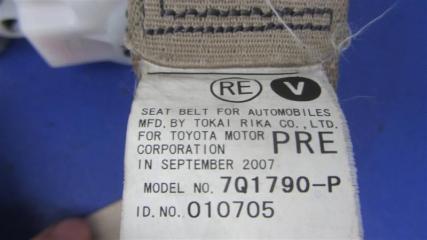 RE V
SEAT BELT FOR AUTOMOBILES
MFD. BY TOKAI RIKA CO., LTD.
FOR TOYOTA MOTOR
CORPORATION PRE
IN SEPTEMBER 2007
MODEL NO. 7Q1790-P
I.D. NO. 010705